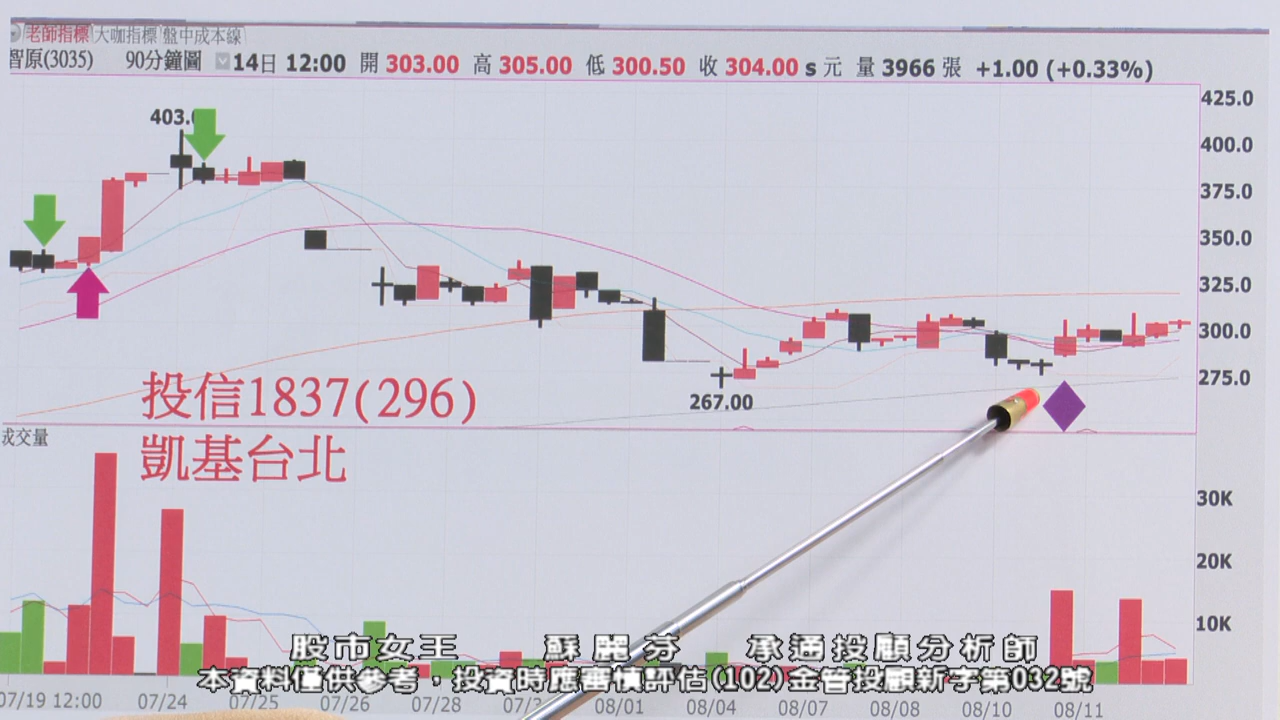 老師指標 大咖指標 盤中成本線
智原(3035) 90分鐘圖 14日 12:00 開 303.00 高 305.00 低 300.50 收 304.00 s 元 量 3966 張 +1.00 (+0.33%)
425.0
403.0
400.0
375.0
350.0
325.0
300.0
275.0
267.00
投信1837(296)
凱基台北
成交量
30K
20K
10K
股市女王 蘇麗芬 承通投顧分析師
本資料僅供參考，投資時應審慎評估(102)金管投顧新字第032號
07/19 12:00 07/24 07/25 07/26 07/28 07/3 08/01 08/04 08/07 08/08 08/10 08/11